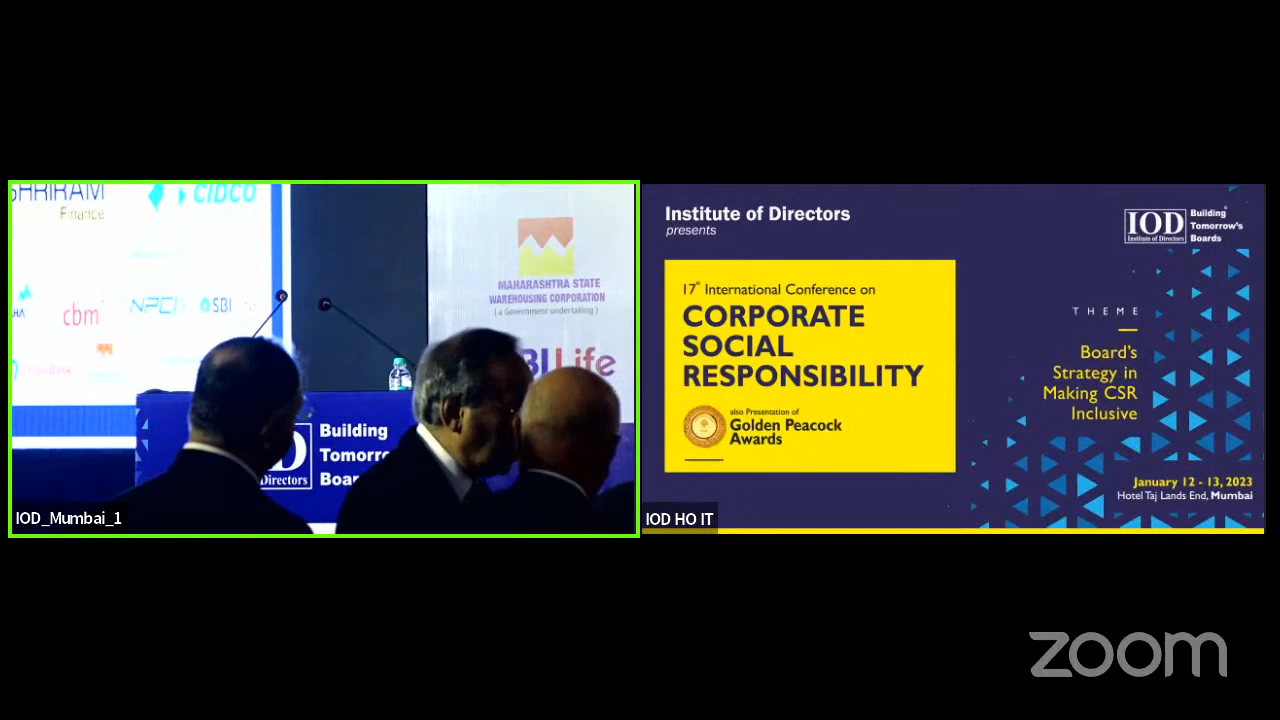 SHRIRAM
Finance
CIDCO
cbm
NPCI
SBI
MAHARASHTRA STATE
WAREHOUSING CORPORATION
( a Government undertaking )
Life
Building
Directors
IOD_Mumbai_1
Institute of Directors
presents
IOD
Institute of Directors
Building
Tomorrow's
Boards
17th International Conference on
CORPORATE
SOCIAL
RESPONSIBILITY
also Presentation of
Golden Peacock
Awards
THEME
Board's
Strategy in
Making CSR
Inclusive
January 12 - 13, 2023
Hotel Taj Lands End, Mumbai
IOD HO IT
zoom